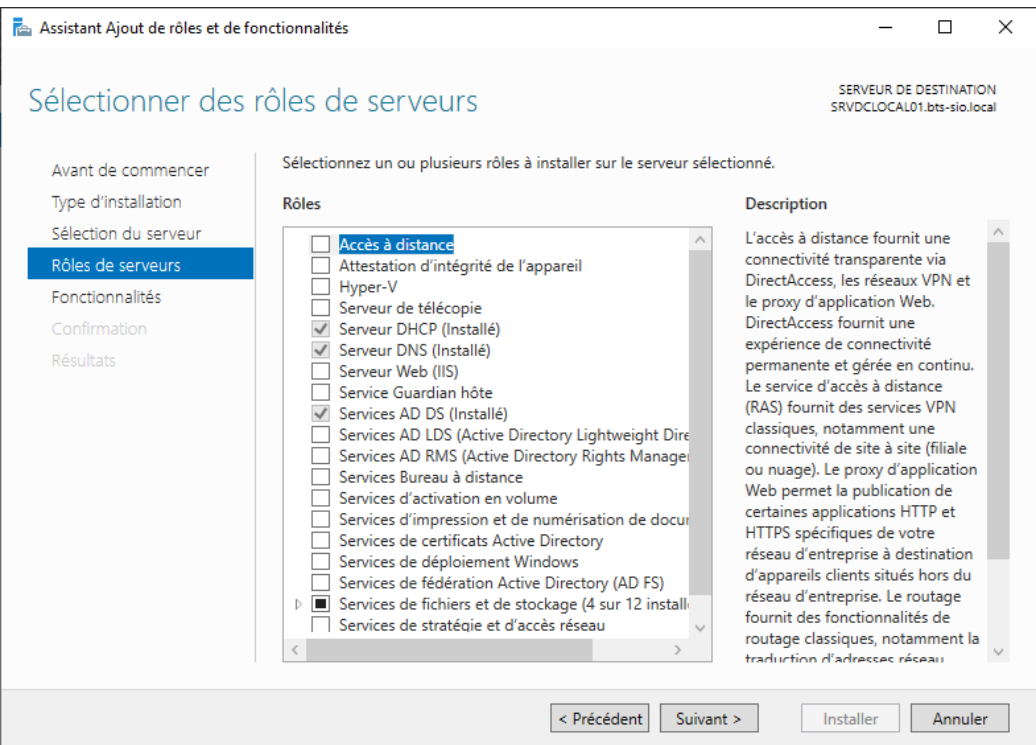 Assistant Ajout de rôles et de fonctionnalités
Sélectionner des rôles de serveurs
SERVEUR DE DESTINATION
SRVDCLOCAL01.bts-sio.local
Avant de commencer
Type d'installation
Sélection du serveur
Rôles de serveurs
Fonctionnalités
Confirmation
Résultats
Sélectionnez un ou plusieurs rôles à installer sur le serveur sélectionné.
Rôles
Accès à distance
Attestation d'intégrité de l'appareil
Hyper-V
Serveur de télécopie
Serveur DHCP (Installé)
Serveur DNS (Installé)
Serveur Web (IIS)
Service Guardian hôte
Services AD DS (Installé)
Services AD LDS (Active Directory Lightweight Dire
Services AD RMS (Active Directory Rights Manage
Services Bureau à distance
Services d'activation en volume
Services d'impression et de numérisation de docu
Services de certificats Active Directory
Services de déploiement Windows
Services de fédération Active Directory (AD FS)
Services de fichiers et de stockage (4 sur 12 install
Services de stratégie et d'accès réseau
Description
L'accès à distance fournit une
connectivité transparente via
DirectAccess, les réseaux VPN et
le proxy d'application Web.
DirectAccess fournit une
expérience de connectivité
permanente et gérée en continu.
Le service d'accès à distance
(RAS) fournit des services VPN
classiques, notamment une
connectivité de site à site (filiale
ou nuage). Le proxy d'application
Web permet la publication de
certaines applications HTTP et
HTTPS spécifiques de votre
réseau d'entreprise à destination
d'appareils clients situés hors du
réseau d'entreprise. Le routage
fournit des fonctionnalités de
routage classiques, notamment la
traduction d'adresses réseau
< Précédent
Suivant >
Installer
Annuler